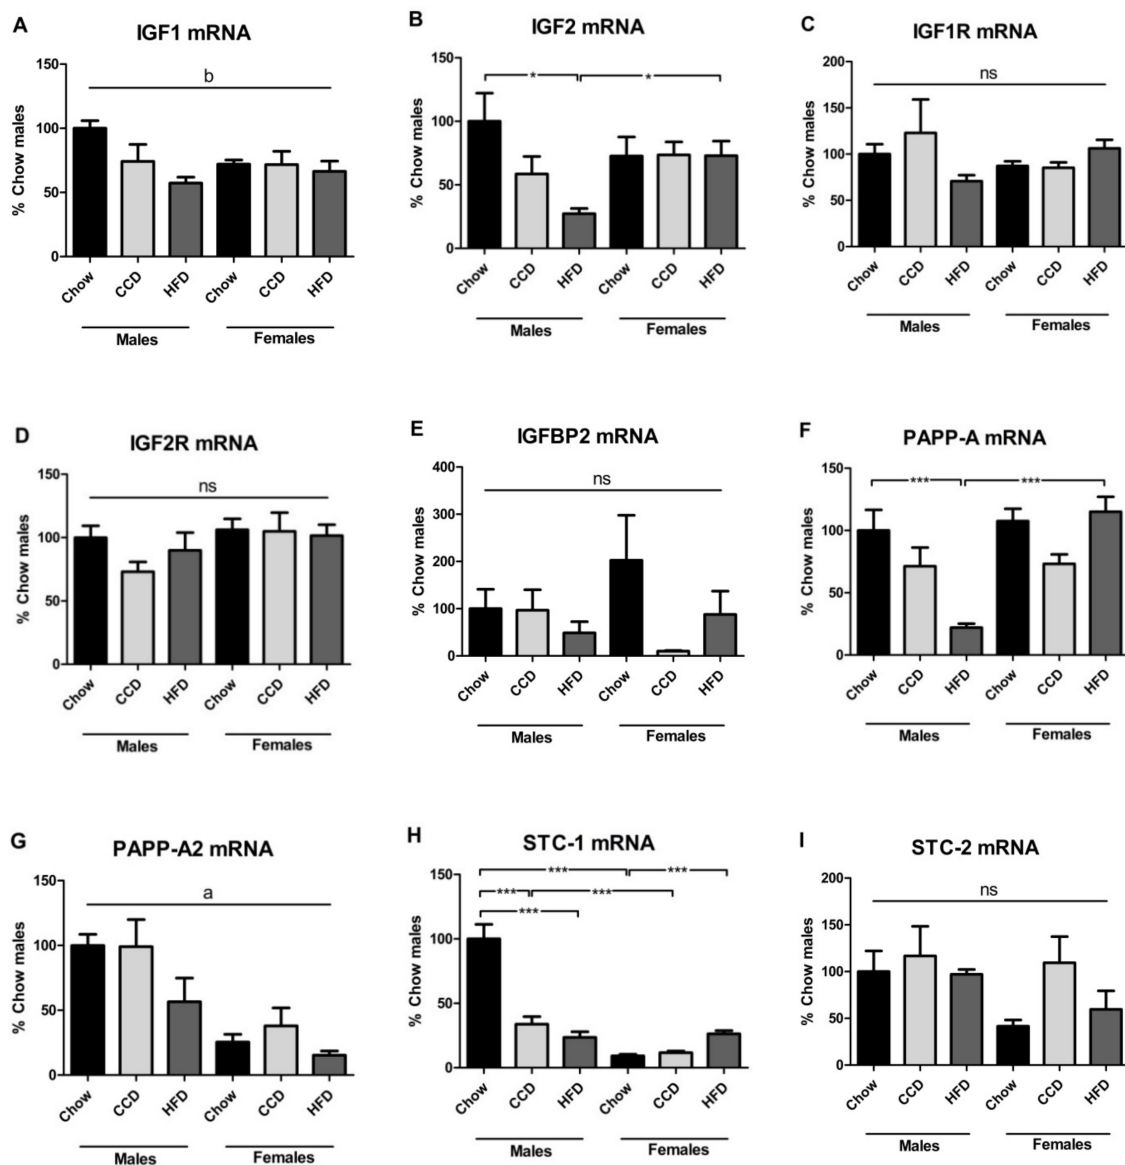 A
IGF1 mRNA
% Chow males
150
100
50
0
b
Chow CCD HFD Chow CCD HFD
Males Females
B
IGF2 mRNA
% Chow males
150
100
50
0
* *
Chow CCD HFD Chow CCD HFD
Males Females
C
IGF1R mRNA
% Chow males
200
150
100
50
0
ns
Chow CCD HFD Chow CCD HFD
Males Females
D
IGF2R mRNA
% Chow males
150
100
50
0
ns
Chow CCD HFD Chow CCD HFD
Males Females
E
IGFBP2 mRNA
% Chow males
400
300
200
100
0
ns
Chow CCD HFD Chow CCD HFD
Males Females
F
PAPP-A mRNA
% Chow males
150
100
50
0
*** ***
Chow CCD HFD Chow CCD HFD
Males Females
G
PAPP-A2 mRNA
% Chow males
150
100
50
0
a
Chow CCD HFD Chow CCD HFD
Males Females
H
STC-1 mRNA
% Chow males
150
100
50
0
*** ***
*** ***
***
Chow CCD HFD Chow CCD HFD
Males Females
I
STC-2 mRNA
% Chow males
200
150
100
50
0
ns
Chow CCD HFD Chow CCD HFD
Males Females